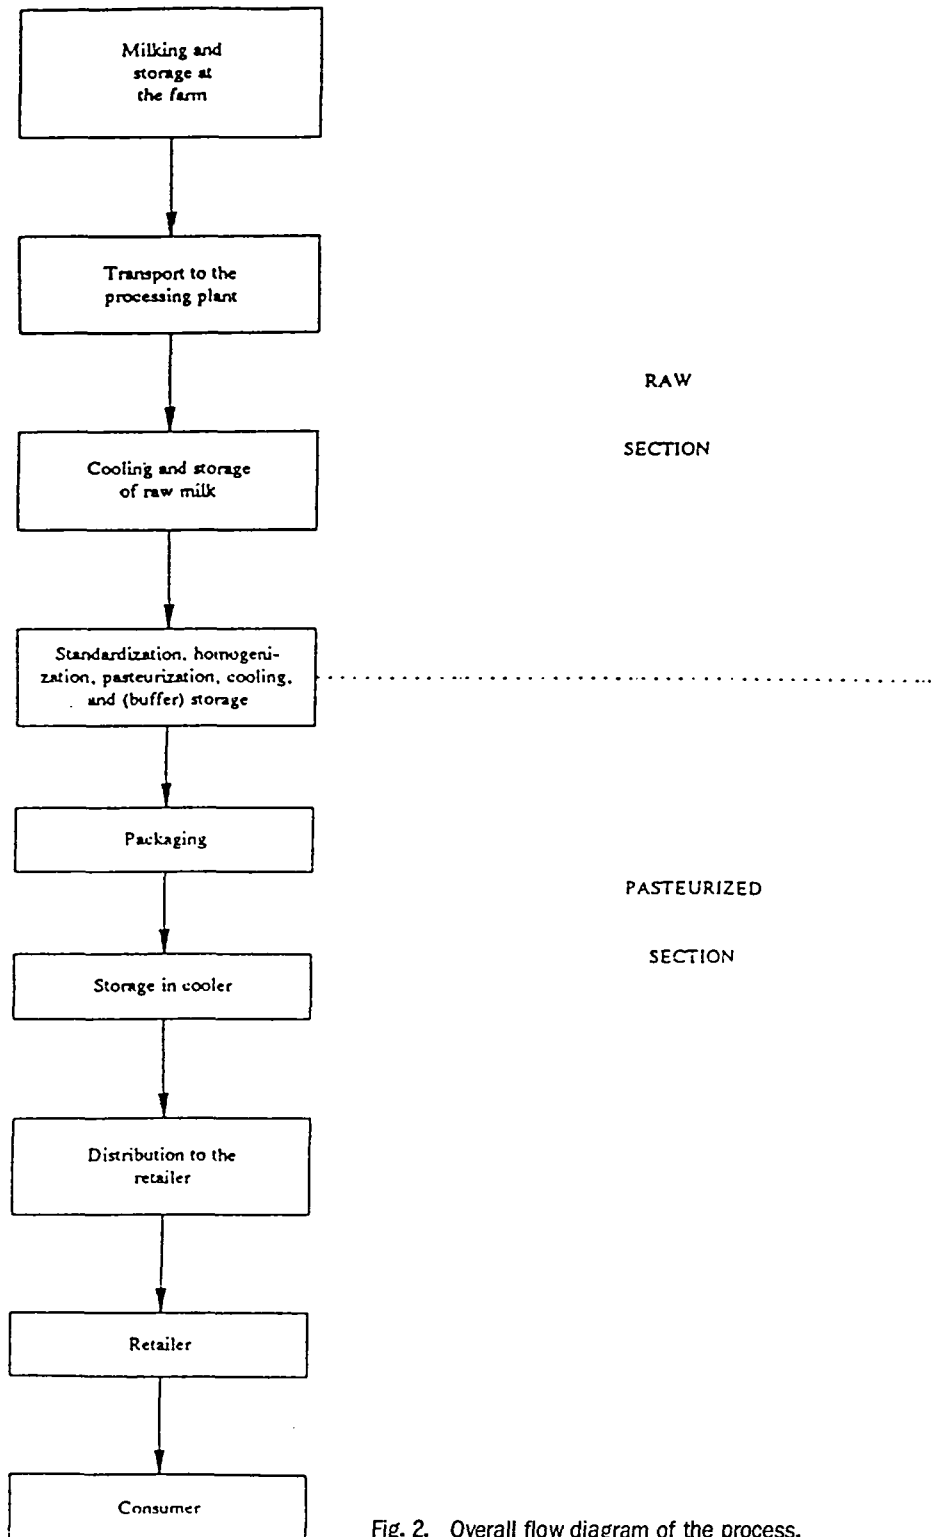 Milking and
storage at
the farm
Transport to the
processing plant
RAW
SECTION
Cooling and storage
of raw milk
Standardization, homogeni-
zation, pasteurization, cooling,
and (buffer) storage
Packaging
PASTEURIZED
SECTION
Storage in cooler
Distribution to the
retailer
Retailer
Consumer
Fig. 2. Overall flow diagram of the process.